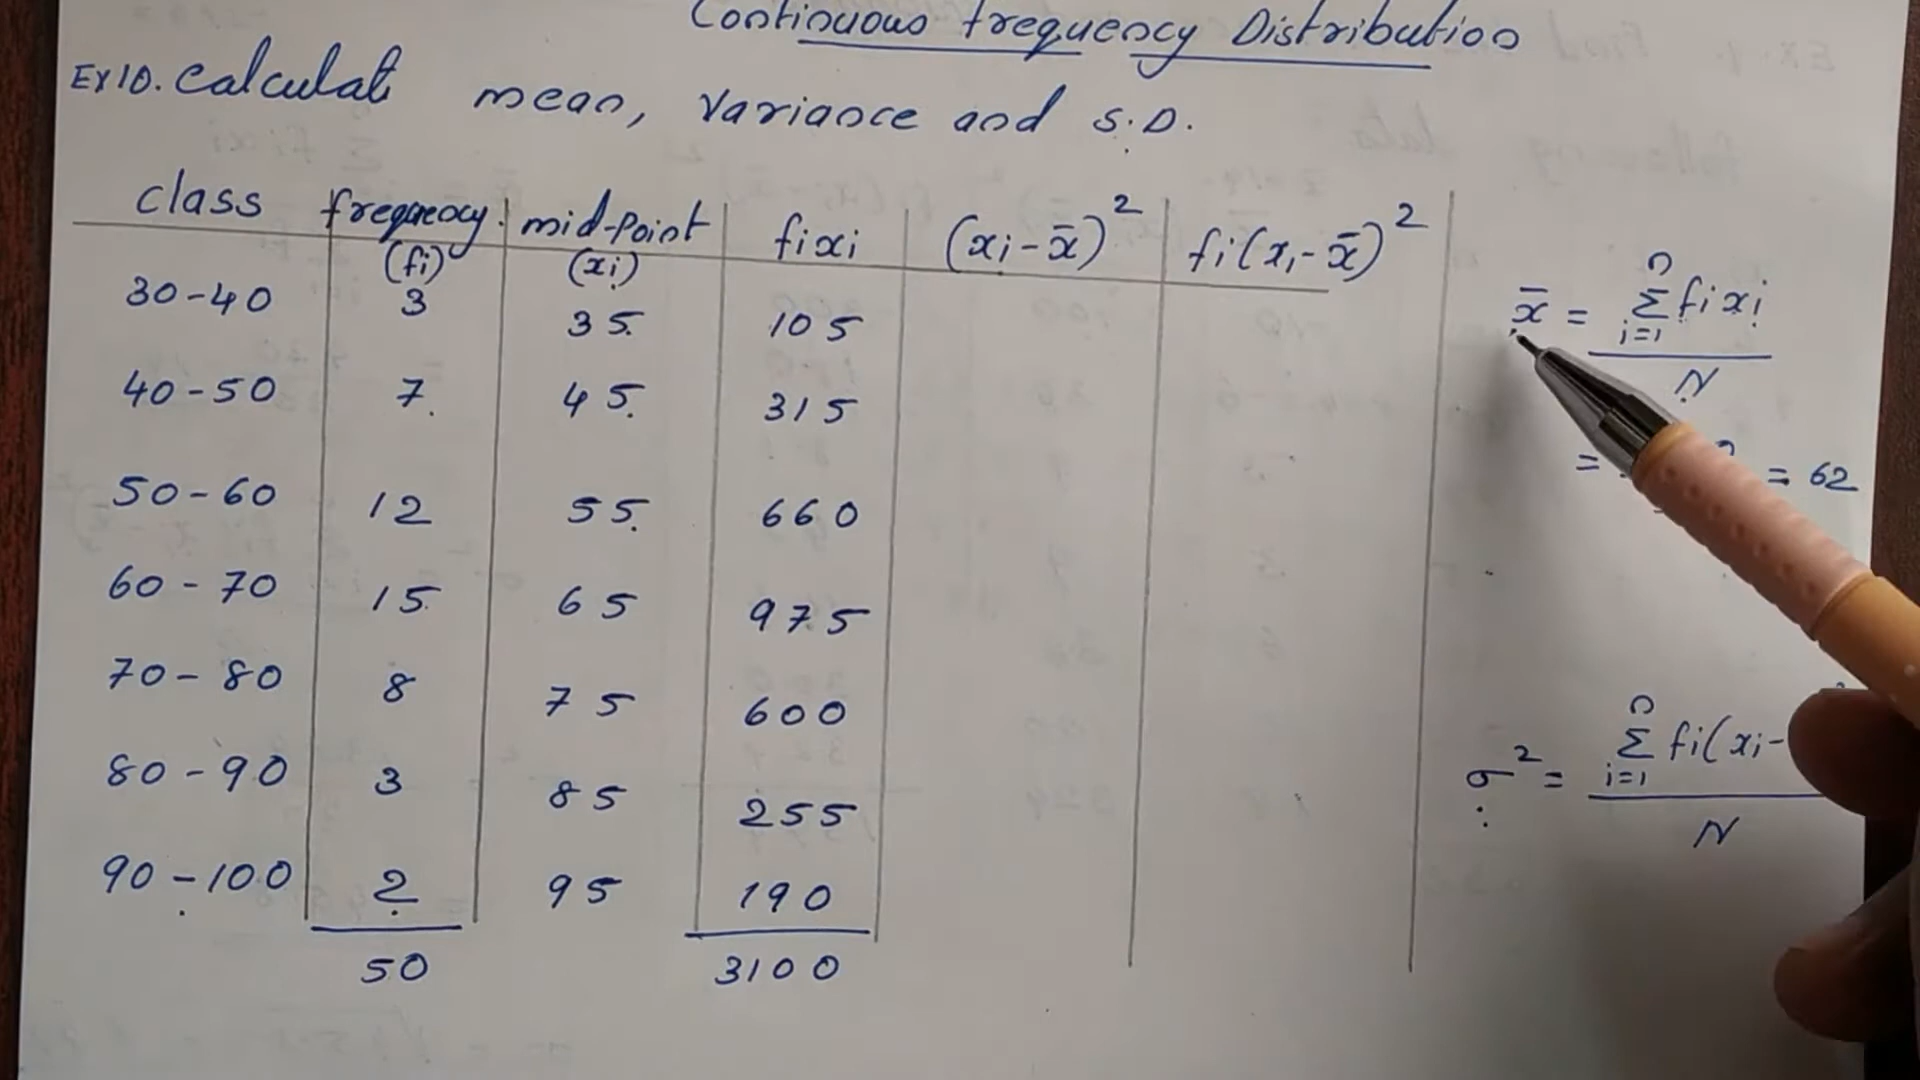 Continuous frequency Distribution
Ex10. Calculat mean, variance and S.D.
class frequency mid-point fixi (xi-x̄)² fi(xi-x̄)²
(fi) (xi)
30-40 3 35 105
40-50 7 45 315
50-60 12 55 660
60-70 15 65 975
70-80 8 75 600
80-90 3 85 255
90-100 2 95 190
50 3100
x̄ = n Σ i=1 fixi / N
= = 62
σ² = n Σ i=1 fi(xi- / N